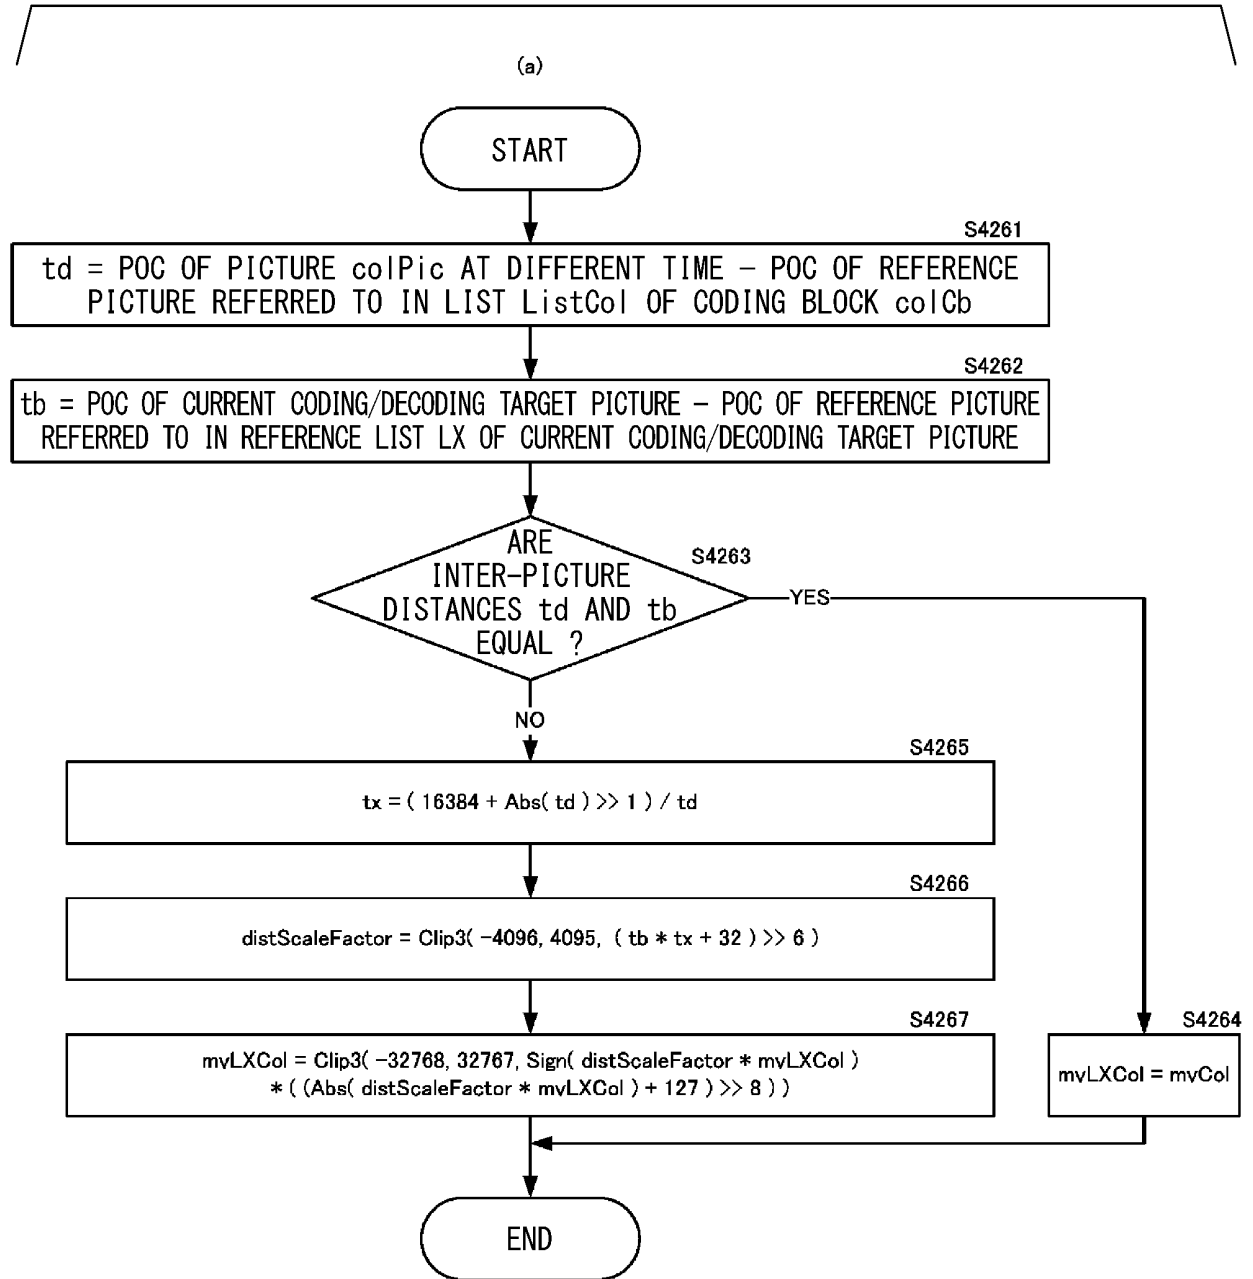 (a)
START
S4261
td = POC OF PICTURE colPic AT DIFFERENT TIME − POC OF REFERENCE
PICTURE REFERRED TO IN LIST ListCol OF CODING BLOCK colCb
S4262
tb = POC OF CURRENT CODING/DECODING TARGET PICTURE − POC OF REFERENCE PICTURE
REFERRED TO IN REFERENCE LIST LX OF CURRENT CODING/DECODING TARGET PICTURE
ARE
INTER-PICTURE
DISTANCES td AND tb
EQUAL ?
S4263
YES
NO
S4265
tx = ( 16384 + Abs( td ) >> 1 ) / td
S4266
distScaleFactor = Clip3( −4096, 4095, ( tb * tx + 32 ) >> 6 )
S4267
mvLXCol = Clip3( −32768, 32767, Sign( distScaleFactor * mvLXCol )
* ( (Abs( distScaleFactor * mvLXCol ) + 127 ) >> 8 ) )
S4264
mvLXCol = mvCol
END